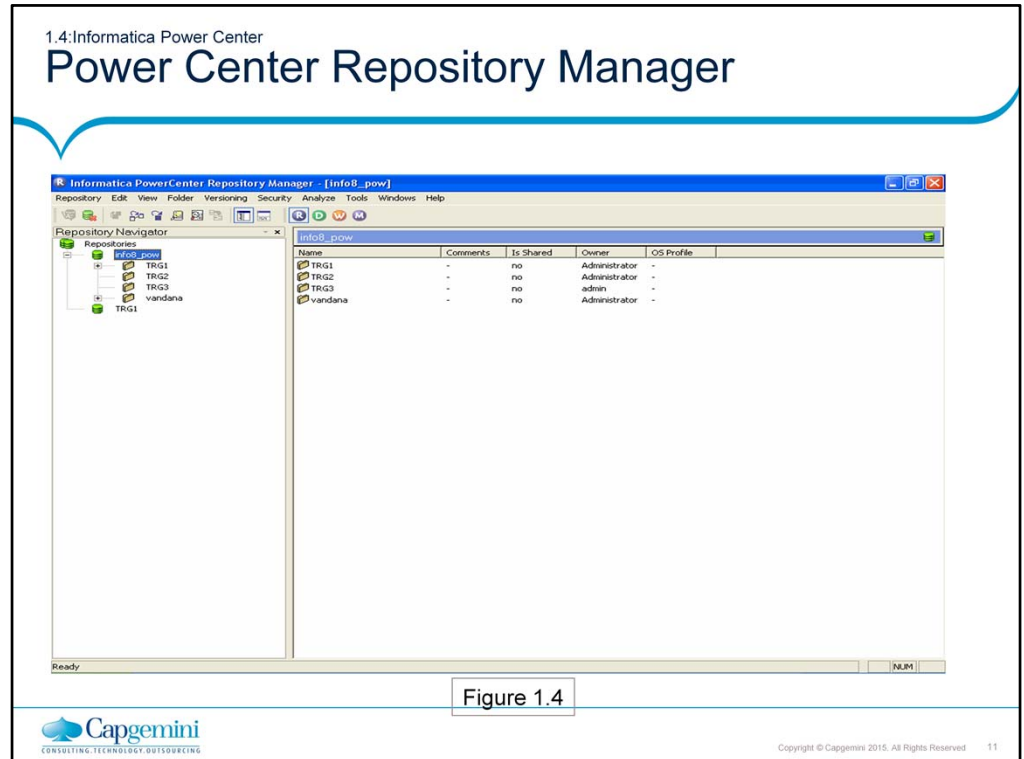 1.4:Informatica Power Center
Power Center Repository Manager
R Informatica PowerCenter Repository Manager - [info8_pow]
Repository Edit View Folder Versioning Security Analyze Tools Windows Help
R D W M
Repository Navigator
Repositories
info8_pow
TRG1
TRG2
TRG3
vandana
TRG1
info8_pow
Name Comments Is Shared Owner OS Profile
TRG1 - no Administrator -
TRG2 - no Administrator -
TRG3 - no admin -
vandana - no Administrator -
Ready NUM
Figure 1.4
Capgemini
CONSULTING.TECHNOLOGY.OUTSOURCING
Copyright © Capgemini 2015. All Rights Reserved 11